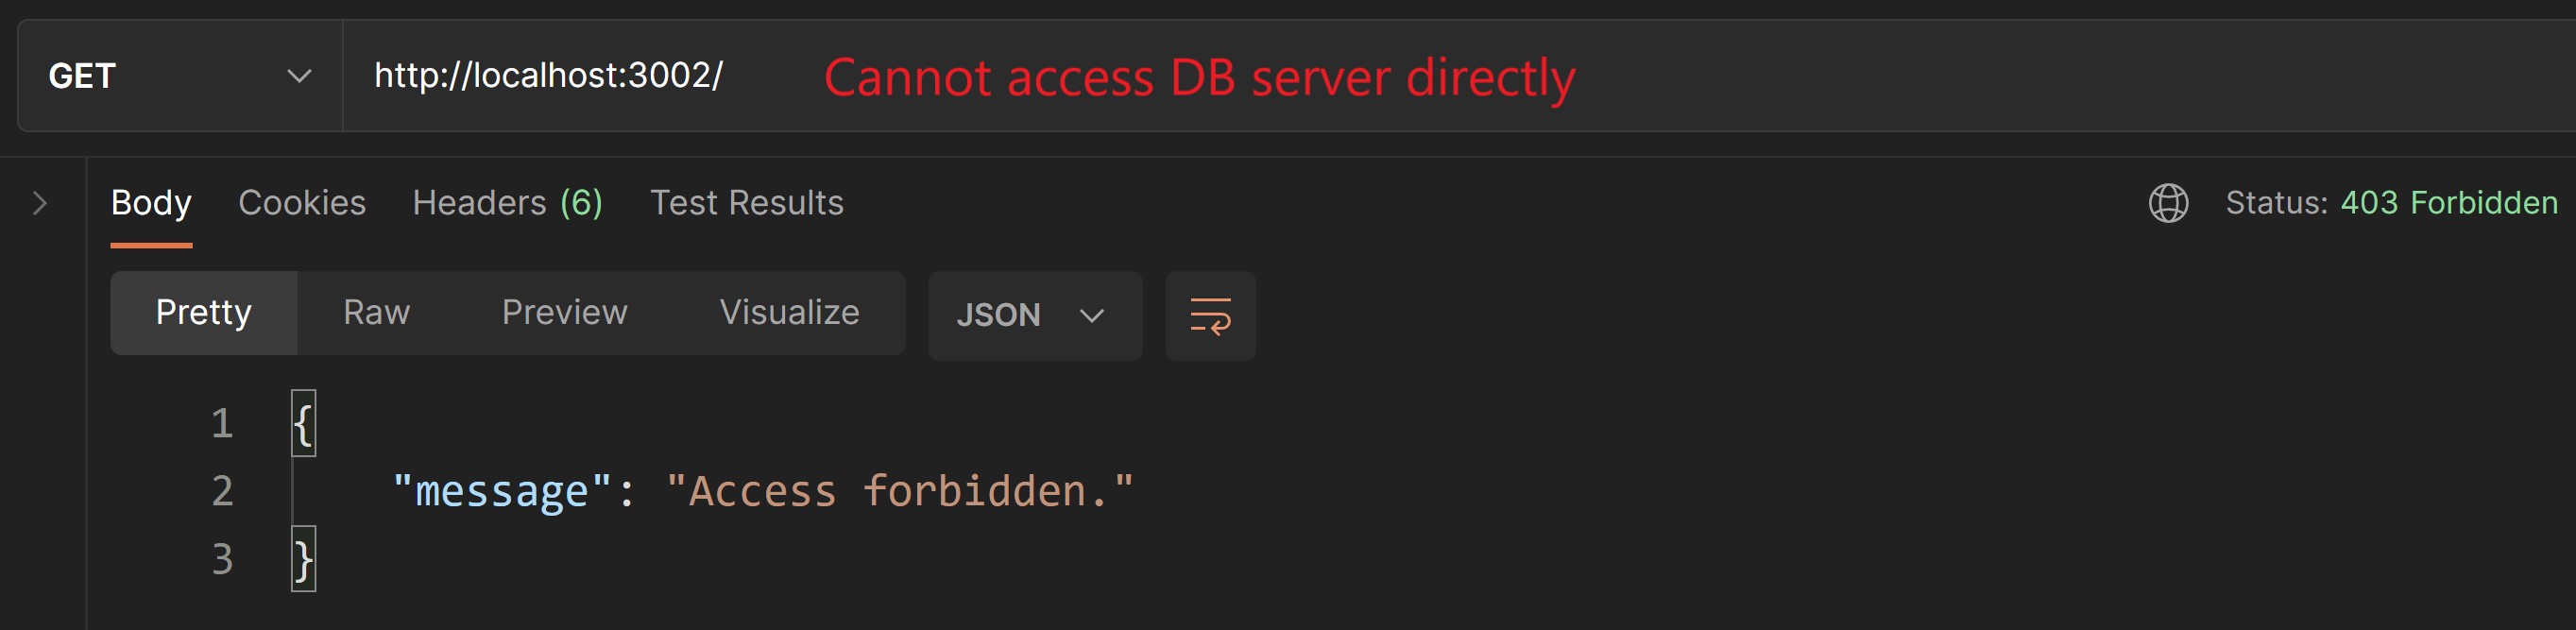 GET http://localhost:3002/ Cannot access DB server directly
Body Cookies Headers (6) Test Results Status: 403 Forbidden
Pretty Raw Preview Visualize JSON
1 {
2 "message": "Access forbidden."
3 }